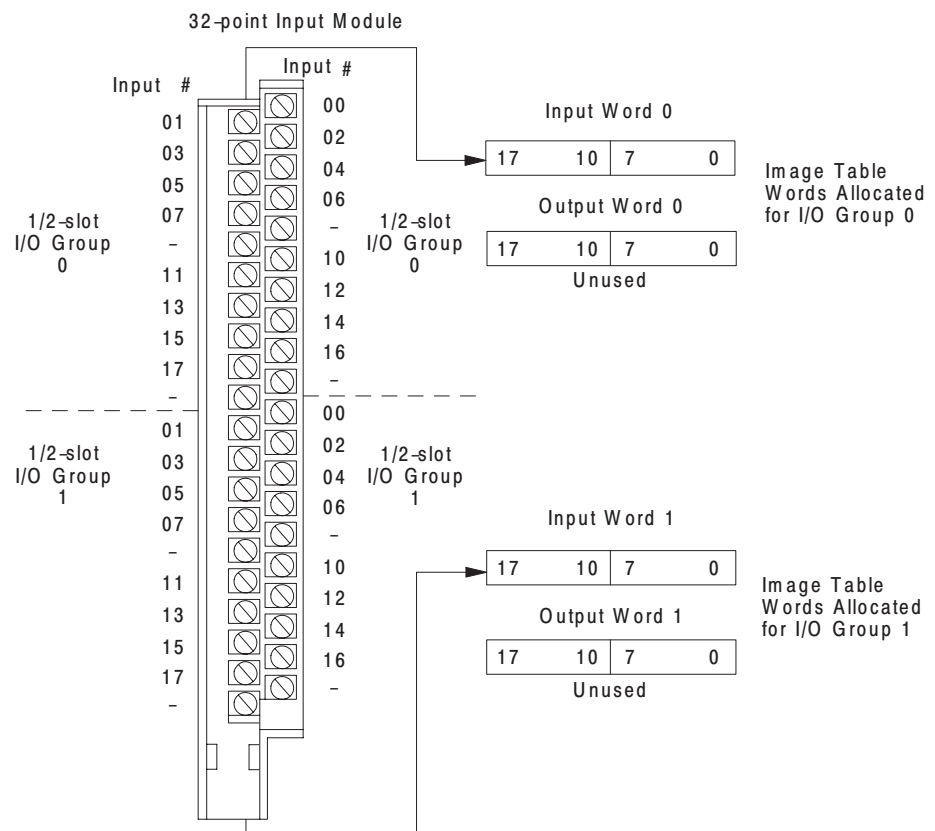 32-point Input Module
Input #
Input #
01
03
05
07
–
11
13
15
17
–
01
03
05
07
–
11
13
15
17
–
00
02
04
06
–
10
12
14
16
–
00
02
04
06
–
10
12
14
16
–
1/2-slot
I/O Group
0
1/2-slot
I/O Group
0
1/2-slot
I/O Group
1
1/2-slot
I/O Group
1
Input Word 0
17 10 7 0
Output Word 0
17 10 7 0
Unused
Image Table
Words Allocated
for I/O Group 0
Input Word 1
17 10 7 0
Output Word 1
17 10 7 0
Unused
Image Table
Words Allocated
for I/O Group 1